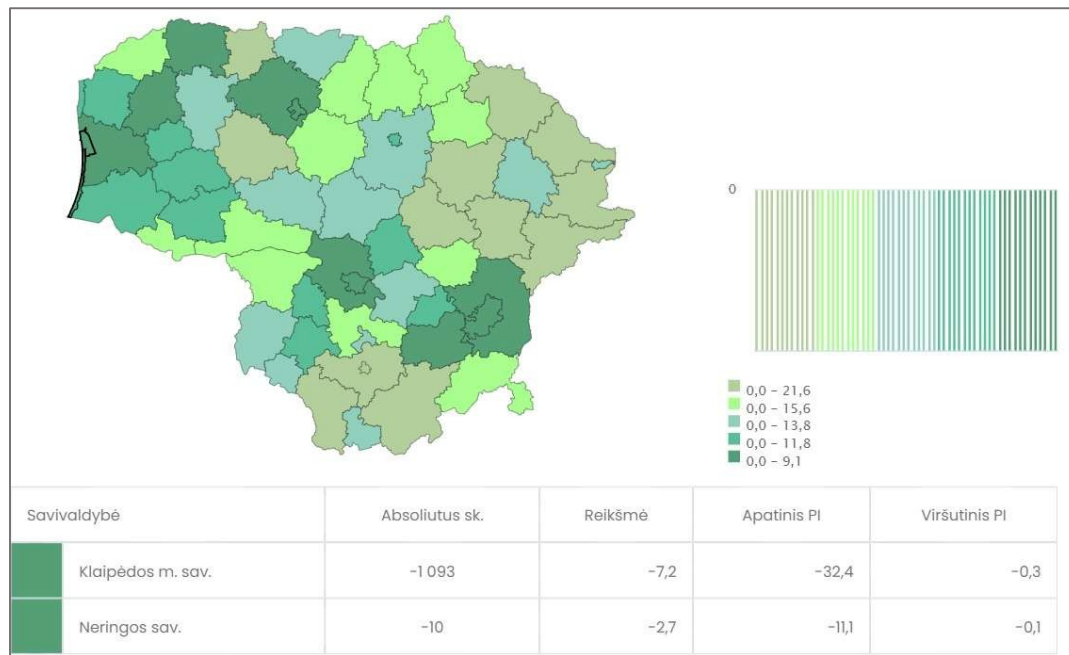 0
0,0 – 21,6
0,0 – 15,6
0,0 – 13,8
0,0 – 11,8
0,0 – 9,1
Savivaldybė Absoliutus sk. Reikšmė Apatinis PI Viršutinis PI
Klaipėdos m. sav. -1 093 -7,2 -32,4 -0,3
Neringos sav. -10 -2,7 -11,1 -0,1